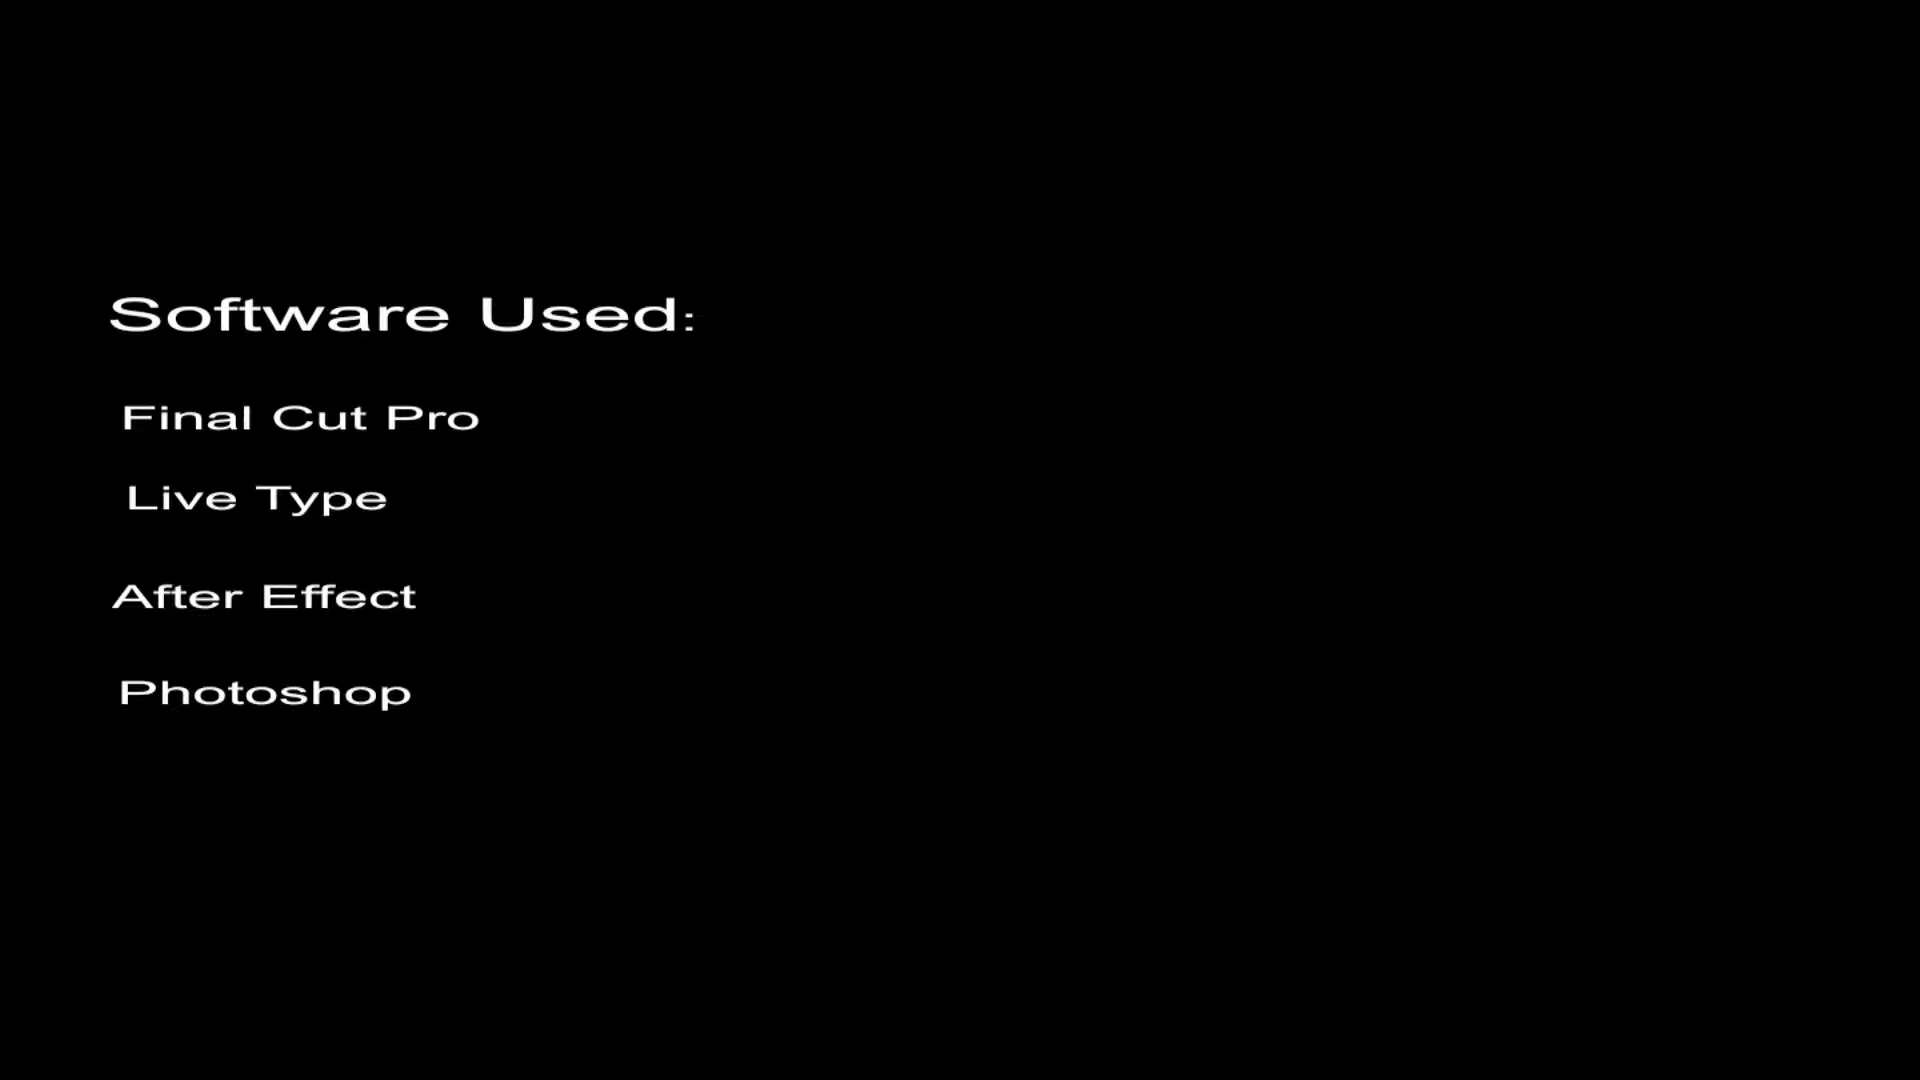 Software Used:
Final Cut Pro
Live Type
After Effect
Photoshop